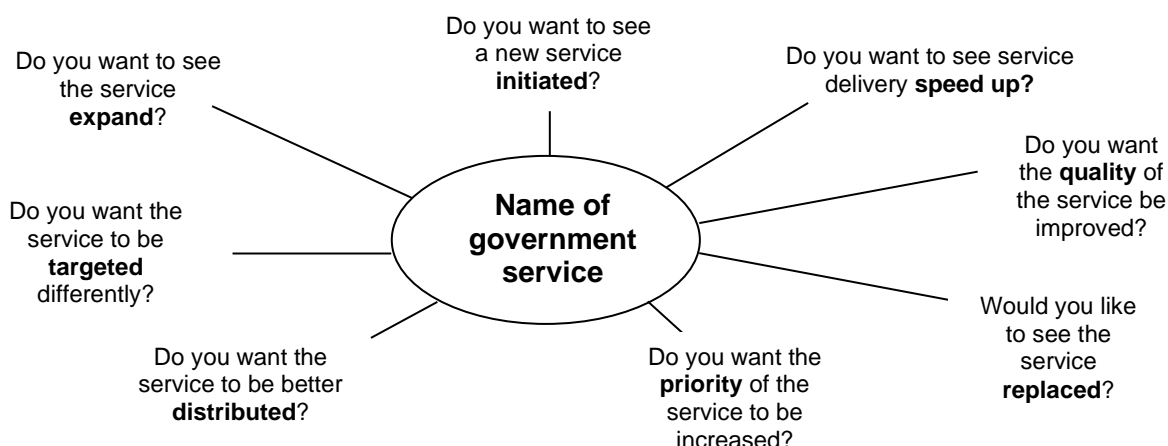 Do you want to see
the service
expand?
Do you want to see
a new service
initiated?
Do you want to see service
delivery speed up?
Do you want
the quality of
the service be
improved?
Name of
government
service
Do you want the
service to be
targeted
differently?
Would you like
to see the
service
replaced?
Do you want the
service to be better
distributed?
Do you want the
priority of the
service to be
increased?